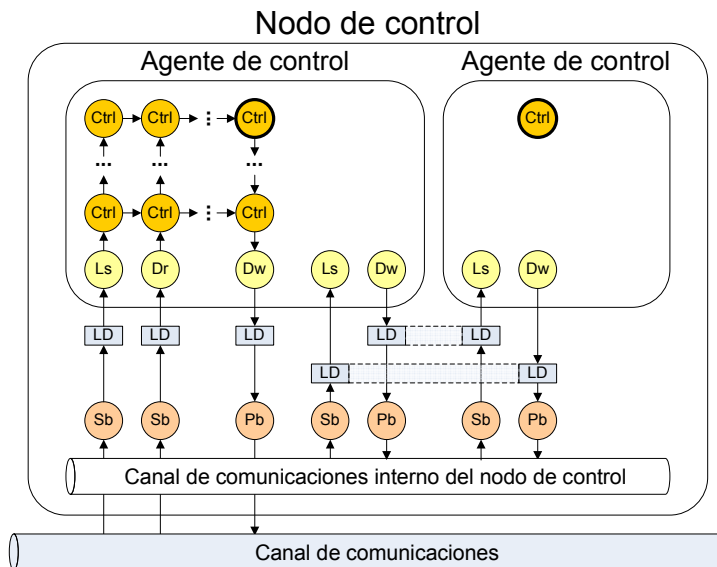 Nodo de control
Agente de control
Agente de control
Ctrl Ctrl ... Ctrl Ctrl
... ... ...
Ctrl Ctrl ... Ctrl
Ls Dr Dw Ls Dw Ls Dw
LD LD LD LD LD
LD LD
Sb Sb Pb Sb Pb Sb Pb
Canal de comunicaciones interno del nodo de control
Canal de comunicaciones